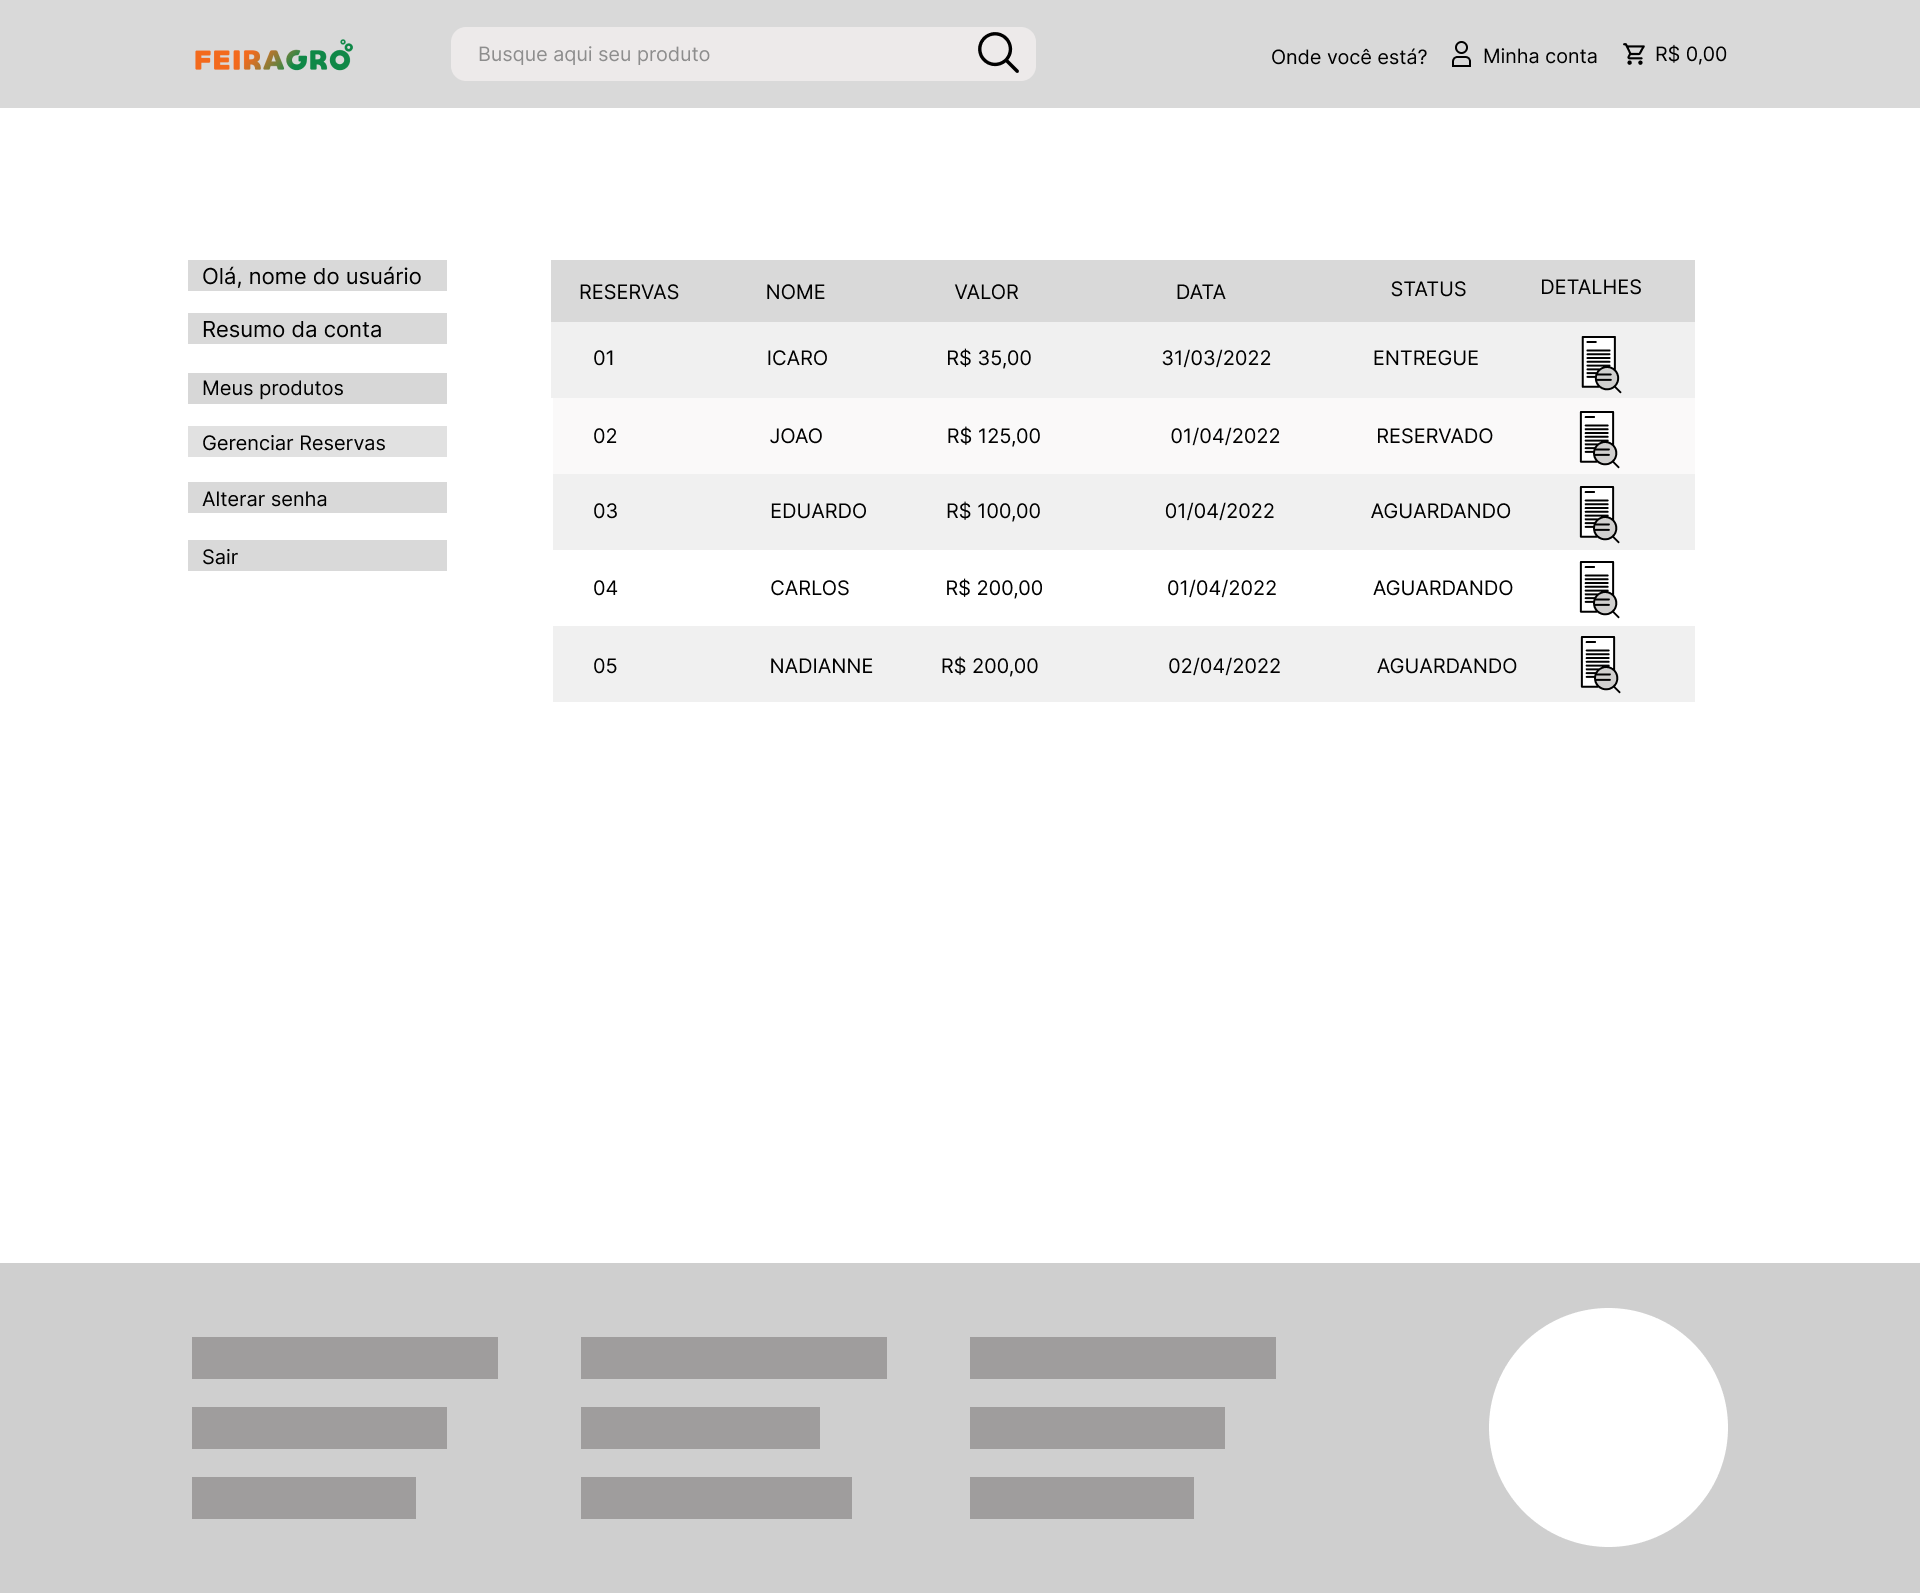 FEIRAGRO
Busque aqui seu produto
Onde você está?
Minha conta
R$ 0,00
Olá, nome do usuário
Resumo da conta
Meus produtos
Gerenciar Reservas
Alterar senha
Sair
RESERVAS NOME VALOR DATA STATUS DETALHES
01 ICARO R$ 35,00 31/03/2022 ENTREGUE
02 JOAO R$ 125,00 01/04/2022 RESERVADO
03 EDUARDO R$ 100,00 01/04/2022 AGUARDANDO
04 CARLOS R$ 200,00 01/04/2022 AGUARDANDO
05 NADIANNE R$ 200,00 02/04/2022 AGUARDANDO